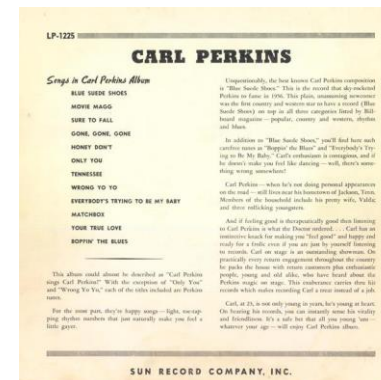 LP-1225
CARL PERKINS
Songs in Carl Perkins Album
BLUE SUEDE SHOES
MOVIE MAGG
SURE TO FALL
GONE, GONE, GONE
HONEY DON'T
ONLY YOU
TENNESSEE
WRONG YO YO
EVERYBODY'S TRYING TO BE MY BABY
MATCHBOX
YOUR TRUE LOVE
BOPPIN' THE BLUES
This album could almost be described as "Carl Perkins
sings Carl Perkins!" With the exception of "Only You"
and "Wrong Yo Yo," each of the titles included are Perkins
tunes.
For the most part, they're happy songs—light, toe-tap-
ping rhythm numbers that just naturally make you feel a
little gayer.
Unquestionably, the best known Carl Perkins composition
is "Blue Suede Shoes." This is the record that sky-rocketed
Perkins to fame in 1956. This plain, unassuming newcomer
was the first country and western star to have a record (Blue
Suede Shoes) on top in all three categories listed by Bill-
board magazine—popular, country and western, rhythm
and blues.
In addition to "Blue Suede Shoes," you'll find here such
carefree tunes as "Boppin' the Blues" and "Everybody's Try-
ing to Be My Baby." Carl's enthusiasm is contagious, and if
he doesn't make you feel like dancing—well, there's some-
thing wrong somewhere!
Carl Perkins—when he's not doing personal appearances
on the road—still lives near his hometown of Jackson, Tenn.
Members of the household include his pretty wife, Valda;
and three rollicking youngsters.
And if feeling good is therapeutically good then listening
to Carl Perkins is what the Doctor ordered. . . . Carl has an
instinctive knack for making you "feel good" and happy and
ready for a frolic even if you are just by yourself listening
to records. Carl on stage is an outstanding showman. On
practically every return engagement throughout the country
he packs the house with return customers plus enthusiastic
people, young and old alike, who have heard about the
Perkins magic on stage. This exuberance carries thru his
records which makes recording Carl a treat instead of a job.
Carl, at 25, is not only young in years, he's young at heart.
On hearing his records, you can instantly sense his vitality
and friendliness. It's a safe bet that all you young 'uns—
whatever your age—will enjoy Carl Perkins album.
SUN RECORD COMPANY, INC.